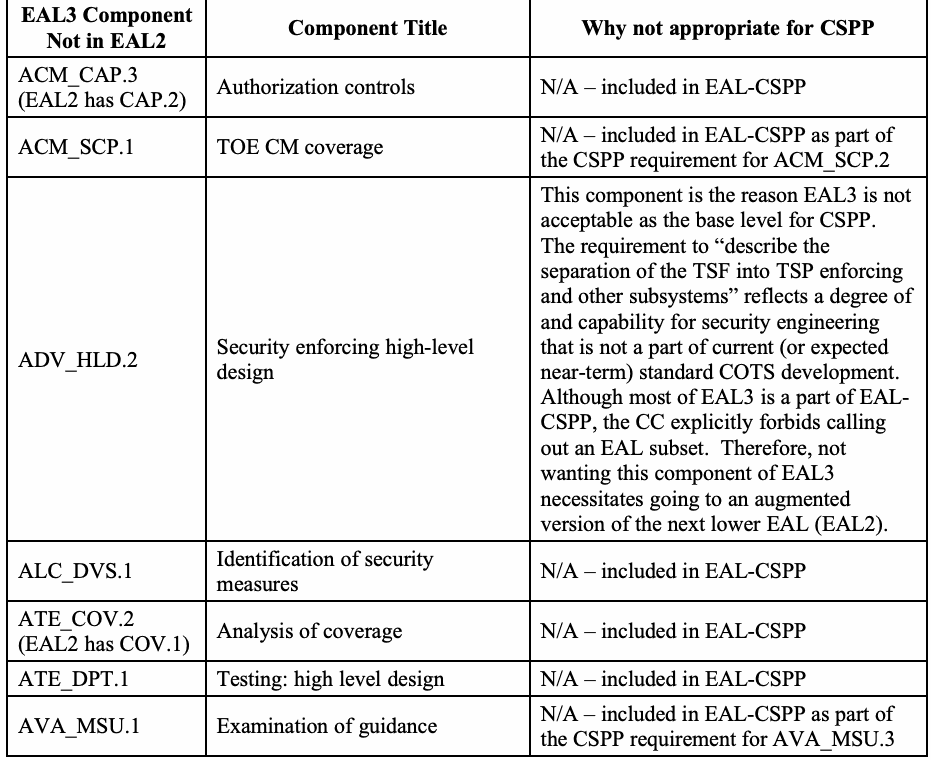 EAL3 Component
Not in EAL2
Component Title
Why not appropriate for CSPP
ACM_CAP.3
(EAL2 has CAP.2)
Authorization controls
N/A – included in EAL-CSPP
ACM_SCP.1
TOE CM coverage
N/A – included in EAL-CSPP as part of
the CSPP requirement for ACM_SCP.2
ADV_HLD.2
Security enforcing high-level
design
This component is the reason EAL3 is not
acceptable as the base level for CSPP.
The requirement to “describe the
separation of the TSF into TSP enforcing
and other subsystems” reflects a degree of
and capability for security engineering
that is not a part of current (or expected
near-term) standard COTS development.
Although most of EAL3 is a part of EAL-
CSPP, the CC explicitly forbids calling
out an EAL subset.  Therefore, not
wanting this component of EAL3
necessitates going to an augmented
version of the next lower EAL (EAL2).
ALC_DVS.1
Identification of security
measures
N/A – included in EAL-CSPP
ATE_COV.2
(EAL2 has COV.1)
Analysis of coverage
N/A – included in EAL-CSPP
ATE_DPT.1
Testing: high level design
N/A – included in EAL-CSPP
AVA_MSU.1
Examination of guidance
N/A – included in EAL-CSPP as part of
the CSPP requirement for AVA_MSU.3